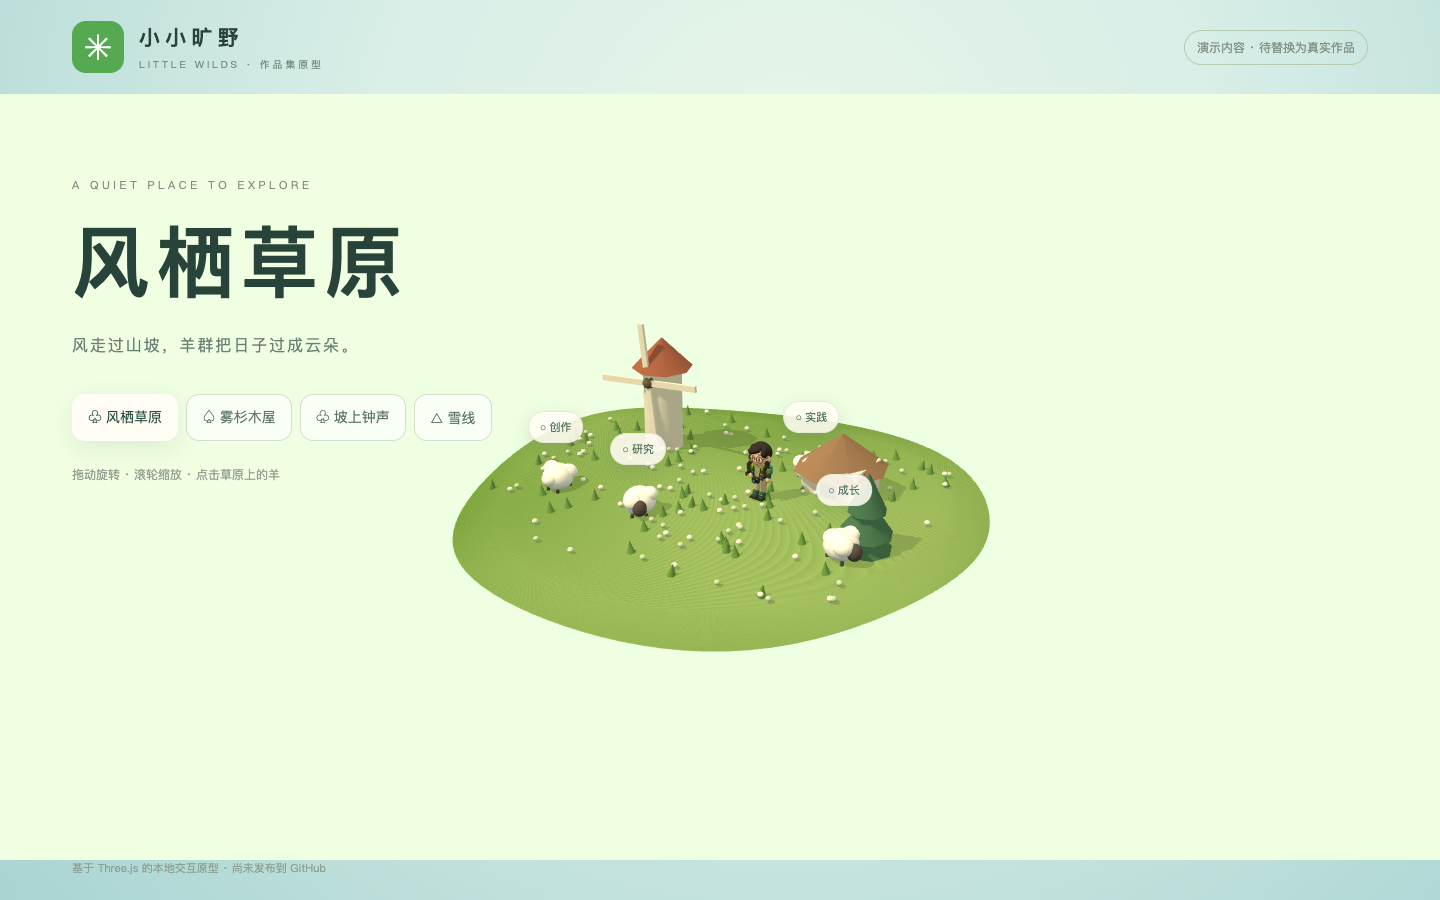 小小旷野
LITTLE WILDS · 作品集原型
演示内容 · 待替换为真实作品
A QUIET PLACE TO EXPLORE
风栖草原
风走过山坡，羊群把日子过成云朵。
♧ 风栖草原
♤ 雾杉木屋
♧ 坡上钟声
△ 雪线
拖动旋转 · 滚轮缩放 · 点击草原上的羊
○ 创作
○ 研究
○ 实践
○ 成长
基于 Three.js 的本地交互原型 · 尚未发布到 GitHub